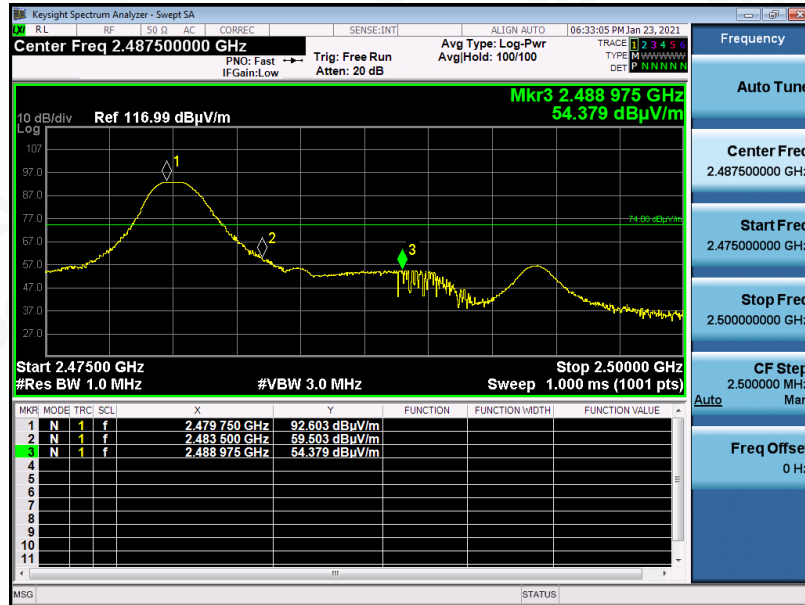 Keysight Spectrum Analyzer - Swept SA
LXI RL RF 50 Ω AC CORREC SENSE:INT ALIGN AUTO 06:33:05 PM Jan 23, 2021
Center Freq 2.487500000 GHz
PNO: Fast
IFGain:Low
Trig: Free Run
Atten: 20 dB
Avg Type: Log-Pwr
Avg|Hold: 100/100
TRACE 1 2 3 4 5 6
TYPE M W W W W W
DET P N N N N N
Mkr3 2.488 975 GHz
54.379 dBµV/m
10 dB/div Ref 116.99 dBµV/m
Log
107
97.0
87.0
77.0
67.0
57.0
47.0
37.0
27.0
1
2
3
74.00 dBµV/m
Start 2.47500 GHz Stop 2.50000 GHz
#Res BW 1.0 MHz #VBW 3.0 MHz Sweep 1.000 ms (1001 pts)
MKR MODE TRC SCL X Y FUNCTION FUNCTION WIDTH FUNCTION VALUE
1 N 1 f 2.479 750 GHz 92.603 dBµV/m
2 N 1 f 2.483 500 GHz 59.503 dBµV/m
3 N 1 f 2.488 975 GHz 54.379 dBµV/m
4
5
6
7
8
9
10
11
MSG STATUS
Frequency
Auto Tune
Center Freq
2.487500000 GHz
Start Freq
2.475000000 GHz
Stop Freq
2.500000000 GHz
CF Step
2.500000 MHz
Auto Man
Freq Offset
0 Hz